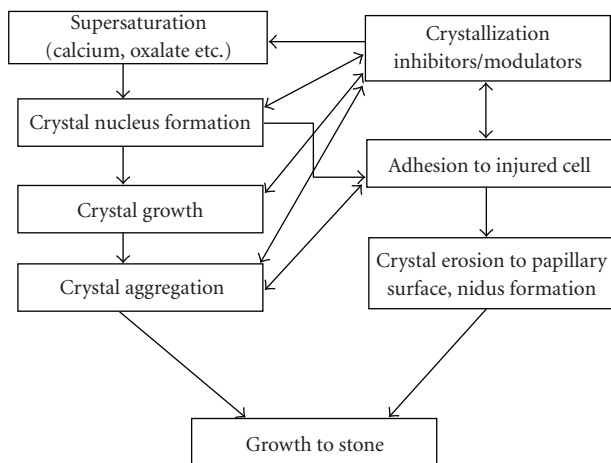 Supersaturation
(calcium, oxalate etc.)
Crystal nucleus formation
Crystal growth
Crystal aggregation
Crystallization
inhibitors/modulators
Adhesion to injured cell
Crystal erosion to papillary
surface, nidus formation
Growth to stone